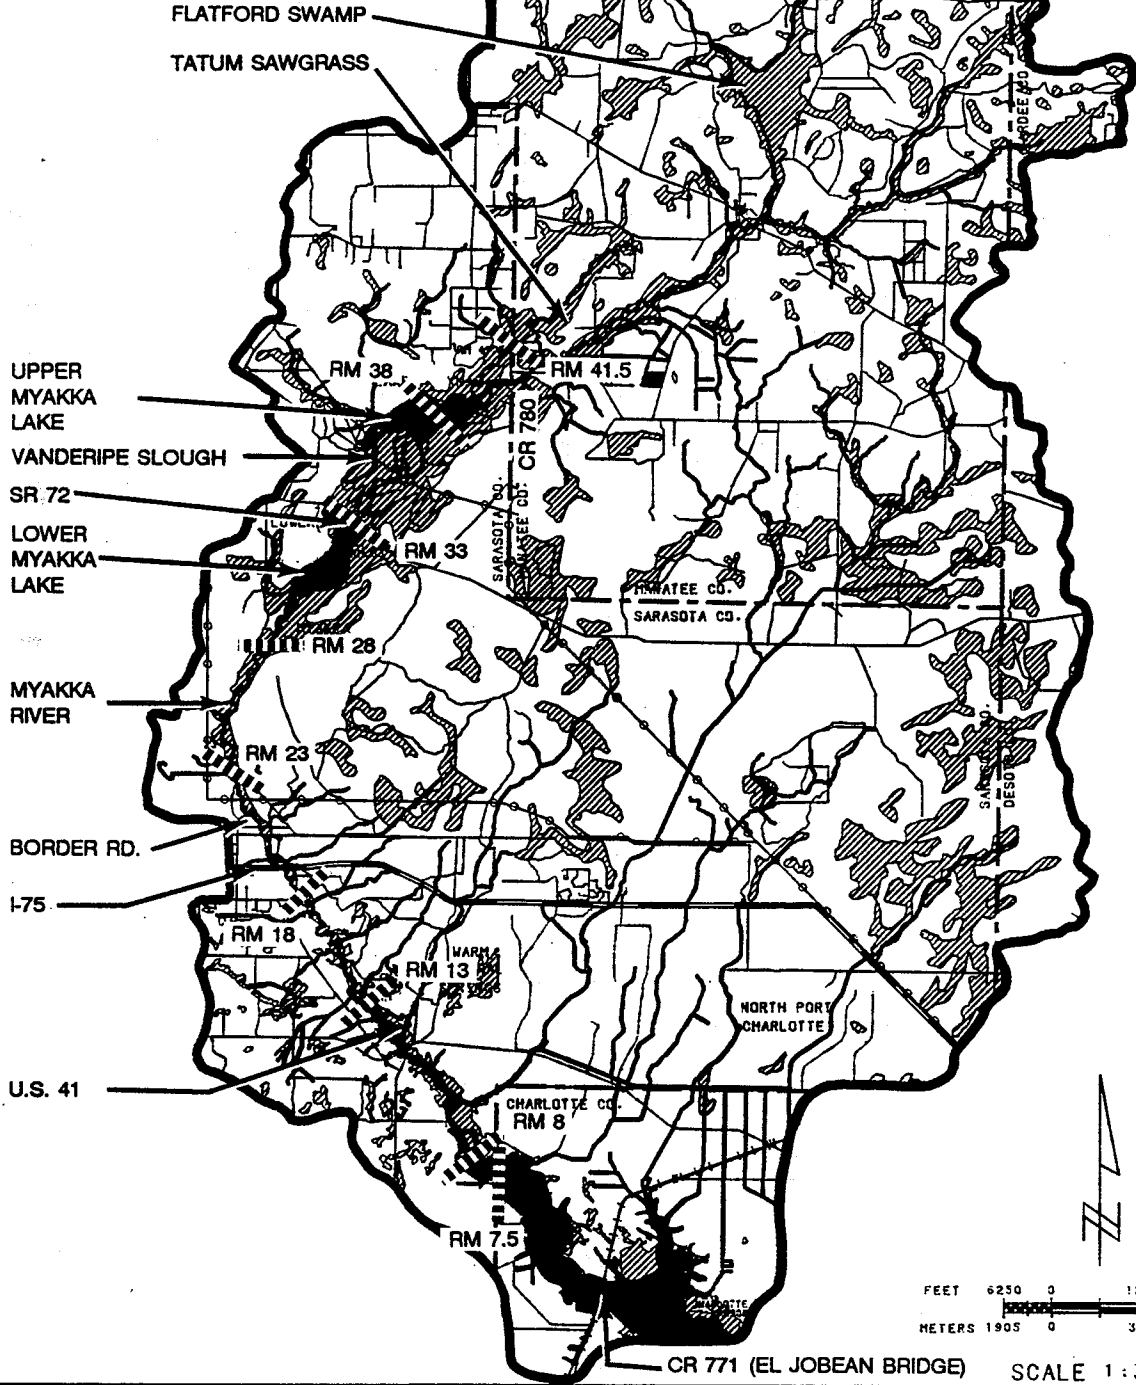 FLATFORD SWAMP
TATUM SAWGRASS
UPPER
MYAKKA
LAKE
RM 38
RM 41.5
CR 780
VANDERIPE SLOUGH
SR 72
LOWER
MYAKKA
LAKE
RM 33
SARASOTA CO.
MANATEE CO.
MANATEE CO.
SARASOTA CO.
RM 28
MYAKKA
RIVER
RM 23
SARASOTA CO.
BORDER RD.
I-75
RM 18
WARM
RM 13
NORTH PORT
CHARLOTTE
U.S. 41
CHARLOTTE CO.
RM 8
RM 7.5
FEET 6250 0
METERS 1905 0
CR 771 (EL JOBEAN BRIDGE)
SCALE 1: